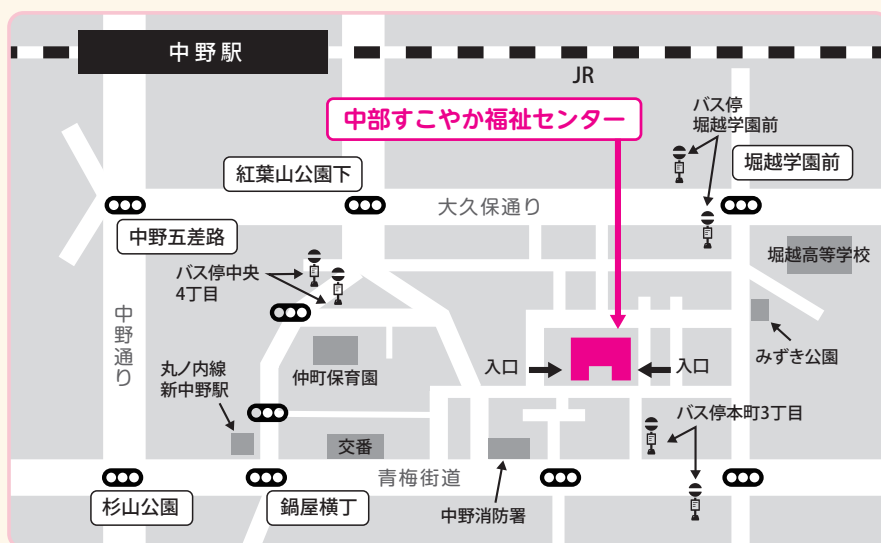 中野駅
JR
中部すこやか福祉センター
バス停
堀越学園前
堀越学園前
紅葉山公園下
大久保通り
中野五差路
堀越高等学校
バス停中央
4丁目
中野通り
みずき公園
丸ノ内線
新中野駅
仲町保育園
入口
入口
バス停本町3丁目
交番
青梅街道
杉山公園
鍋屋横丁
中野消防署